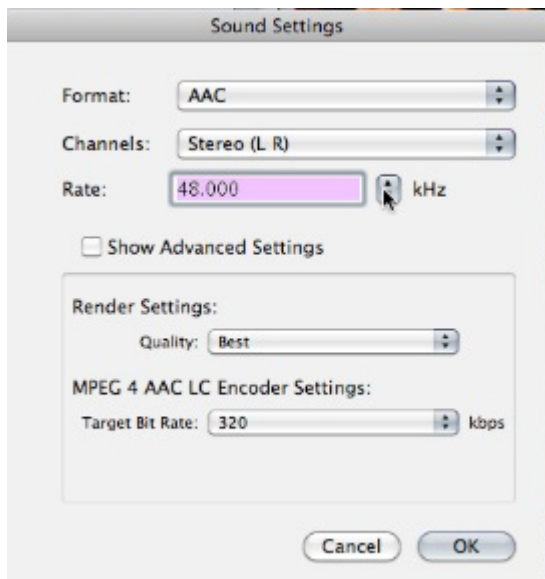 Sound Settings
Format: AAC
Channels: Stereo (L R)
Rate: 48.000 kHz
Show Advanced Settings
Render Settings:
Quality: Best
MPEG 4 AAC LC Encoder Settings:
Target Bit Rate: 320 kbps
Cancel OK